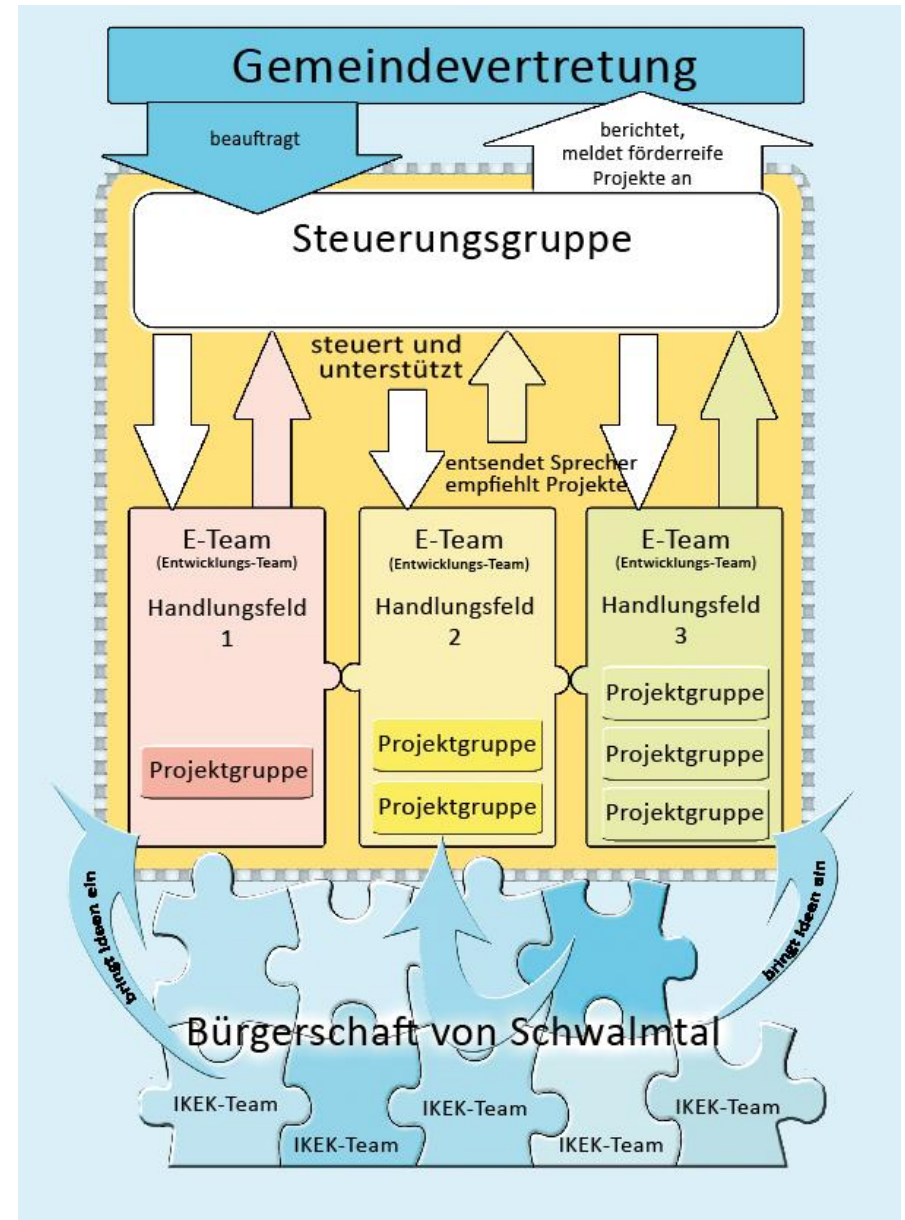 Gemeindevertretung
beauftragt
berichtet,
meldet förderreife
Projekte an
Steuerungsgruppe
steuert und
unterstützt
entsendet Sprecher
empfiehlt Projekte
E-Team
(Entwicklungs-Team)
Handlungsfeld
1
Projektgruppe
E-Team
(Entwicklungs-Team)
Handlungsfeld
2
Projektgruppe
Projektgruppe
E-Team
(Entwicklungs-Team)
Handlungsfeld
3
Projektgruppe
Projektgruppe
Projektgruppe
bringt Ideen ein
bringt Ideen ein
Bürgerschaft von Schwalmtal
IKEK-Team
IKEK-Team
IKEK-Team
IKEK-Team
IKEK-Team